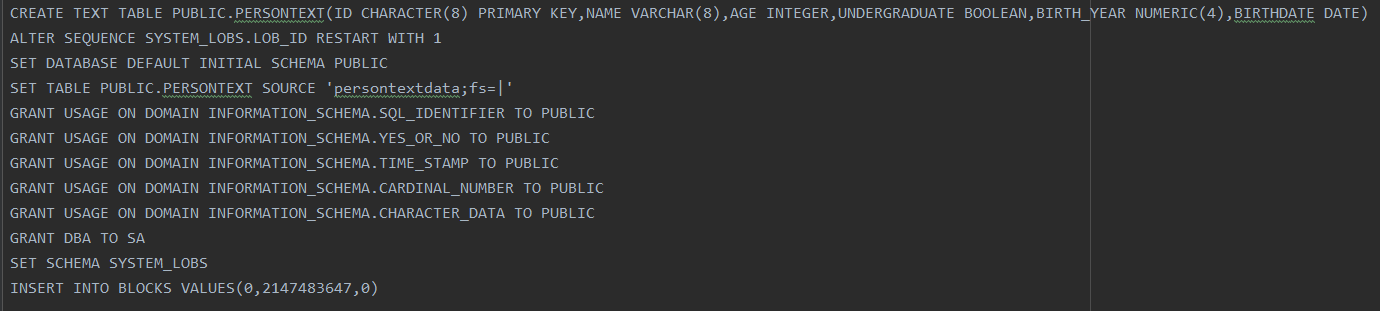 CREATE TEXT TABLE PUBLIC.PERSONTEXT(ID CHARACTER(8) PRIMARY KEY,NAME VARCHAR(8),AGE INTEGER,UNDERGRADUATE BOOLEAN,BIRTH_YEAR NUMERIC(4),BIRTHDATE DATE)
ALTER SEQUENCE SYSTEM_LOBS.LOB_ID RESTART WITH 1
SET DATABASE DEFAULT INITIAL SCHEMA PUBLIC
SET TABLE PUBLIC.PERSONTEXT SOURCE 'persontextdata;fs=|'
GRANT USAGE ON DOMAIN INFORMATION_SCHEMA.SQL_IDENTIFIER TO PUBLIC
GRANT USAGE ON DOMAIN INFORMATION_SCHEMA.YES_OR_NO TO PUBLIC
GRANT USAGE ON DOMAIN INFORMATION_SCHEMA.TIME_STAMP TO PUBLIC
GRANT USAGE ON DOMAIN INFORMATION_SCHEMA.CARDINAL_NUMBER TO PUBLIC
GRANT USAGE ON DOMAIN INFORMATION_SCHEMA.CHARACTER_DATA TO PUBLIC
GRANT DBA TO SA
SET SCHEMA SYSTEM_LOBS
INSERT INTO BLOCKS VALUES(0,2147483647,0)